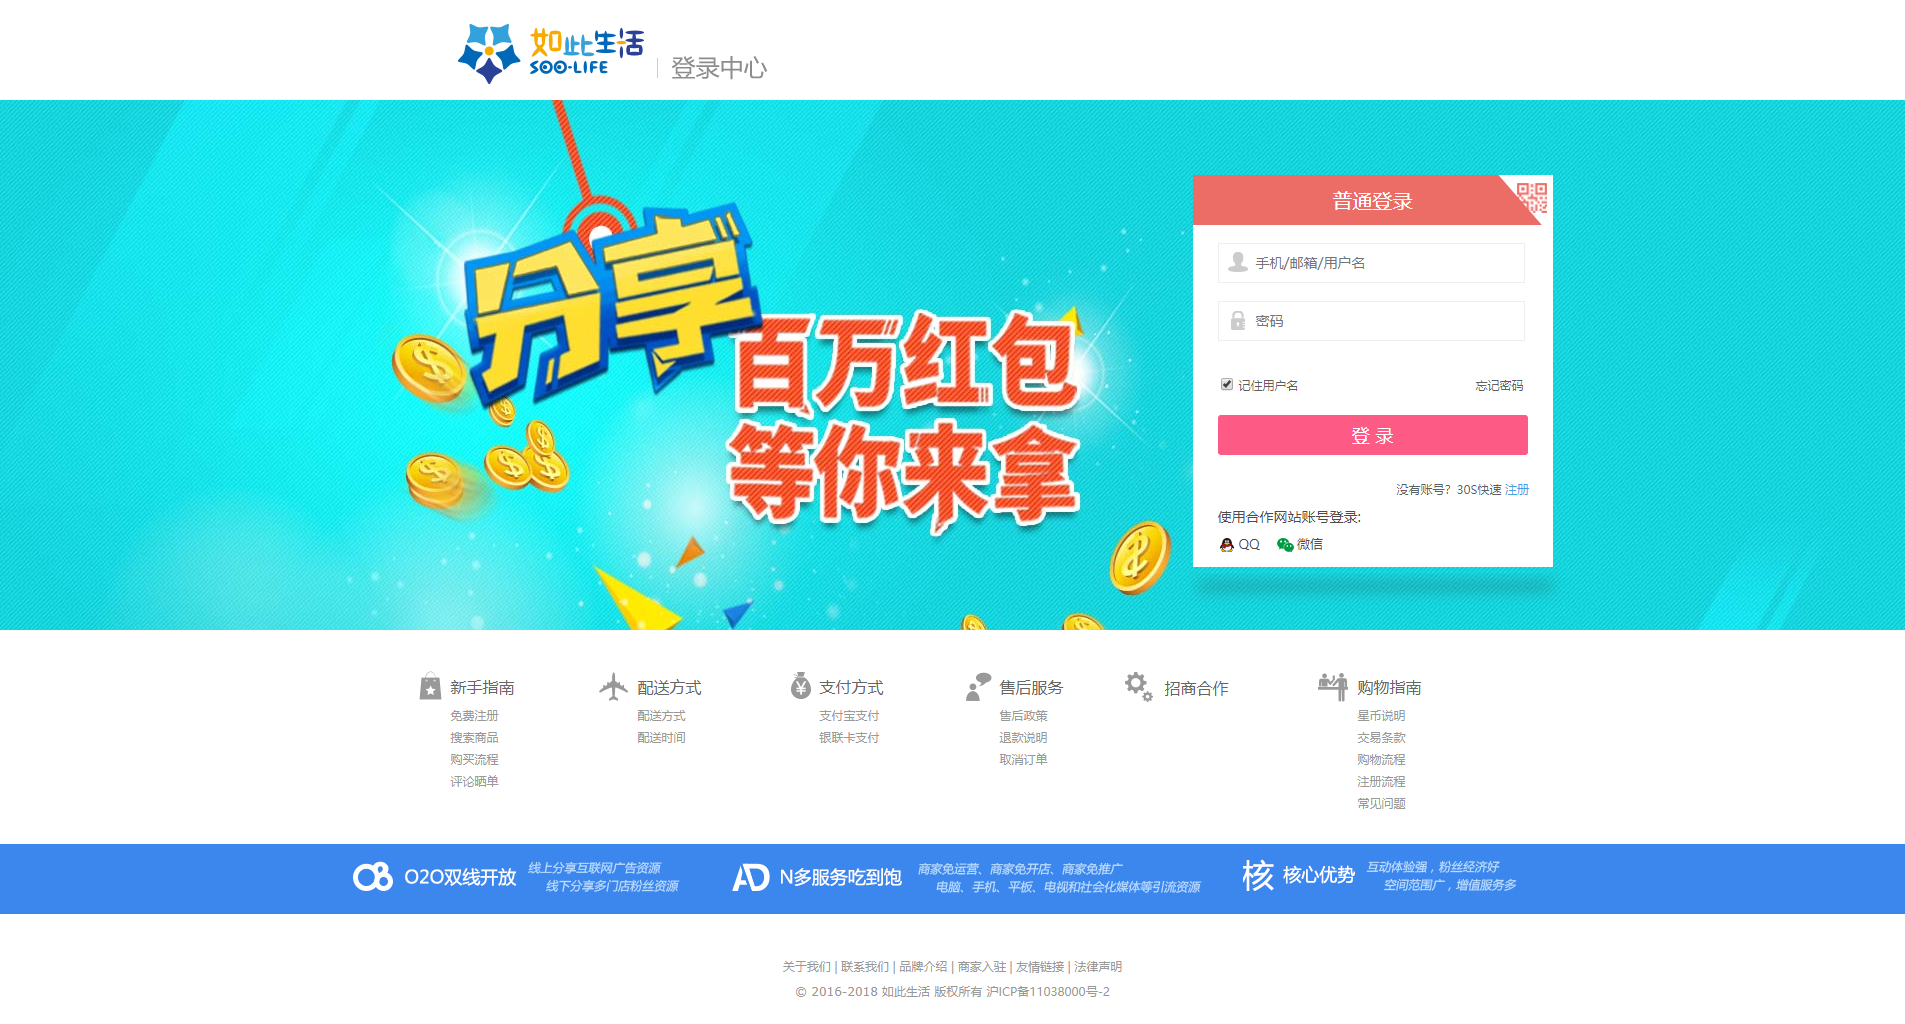 如此生活
SOO-LIFE
登录中心
分享
百万红包
等你来拿
普通登录
手机/邮箱/用户名
密码
记住用户名 忘记密码
登 录
没有账号? 30S快速 注册
使用合作网站账号登录:
QQ 微信
新手指南
免费注册
搜索商品
购买流程
评论晒单
配送方式
配送方式
配送时间
支付方式
支付宝支付
银联卡支付
售后服务
售后政策
退款说明
取消订单
招商合作
购物指南
星币说明
交易条款
购物流程
注册流程
常见问题
O2O双线开放
线上分享互联网广告资源
线下分享多门店粉丝资源
AD N多服务吃到饱
商家免运营、商家免开店、商家免推广
电脑、手机、平板、电视和社会化媒体等引流资源
核 核心优势
互动体验强，粉丝经济好
空间范围广，增值服务多
关于我们 | 联系我们 | 品牌介绍 | 商家入驻 | 友情链接 | 法律声明
© 2016-2018 如此生活 版权所有 沪ICP备11038000号-2